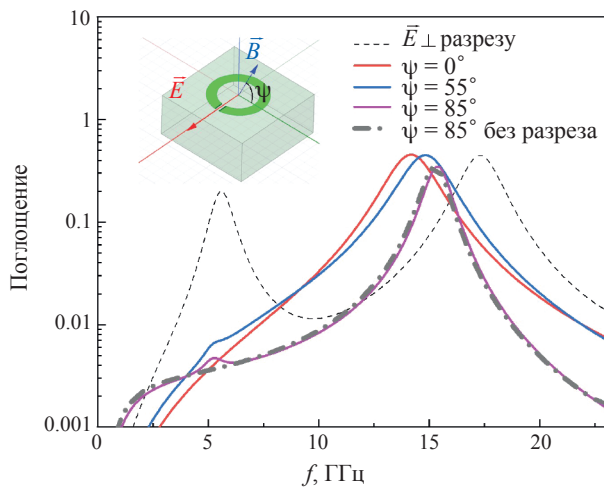 10
1
0.1
0.01
0.001
Поглощение
0
5
10
15
20
f, ГГц
E
B
ψ
E ⊥ разрезу
ψ = 0°
ψ = 55°
ψ = 85°
ψ = 85° без разреза